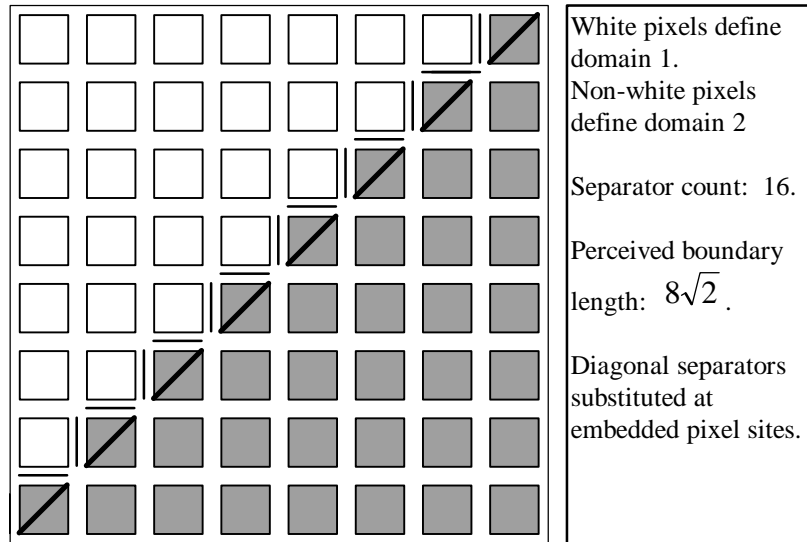 White pixels define
domain 1.
Non-white pixels
define domain 2
Separator count: 16.
Perceived boundary
length: 8√2 .
Diagonal separators
substituted at
embedded pixel sites.